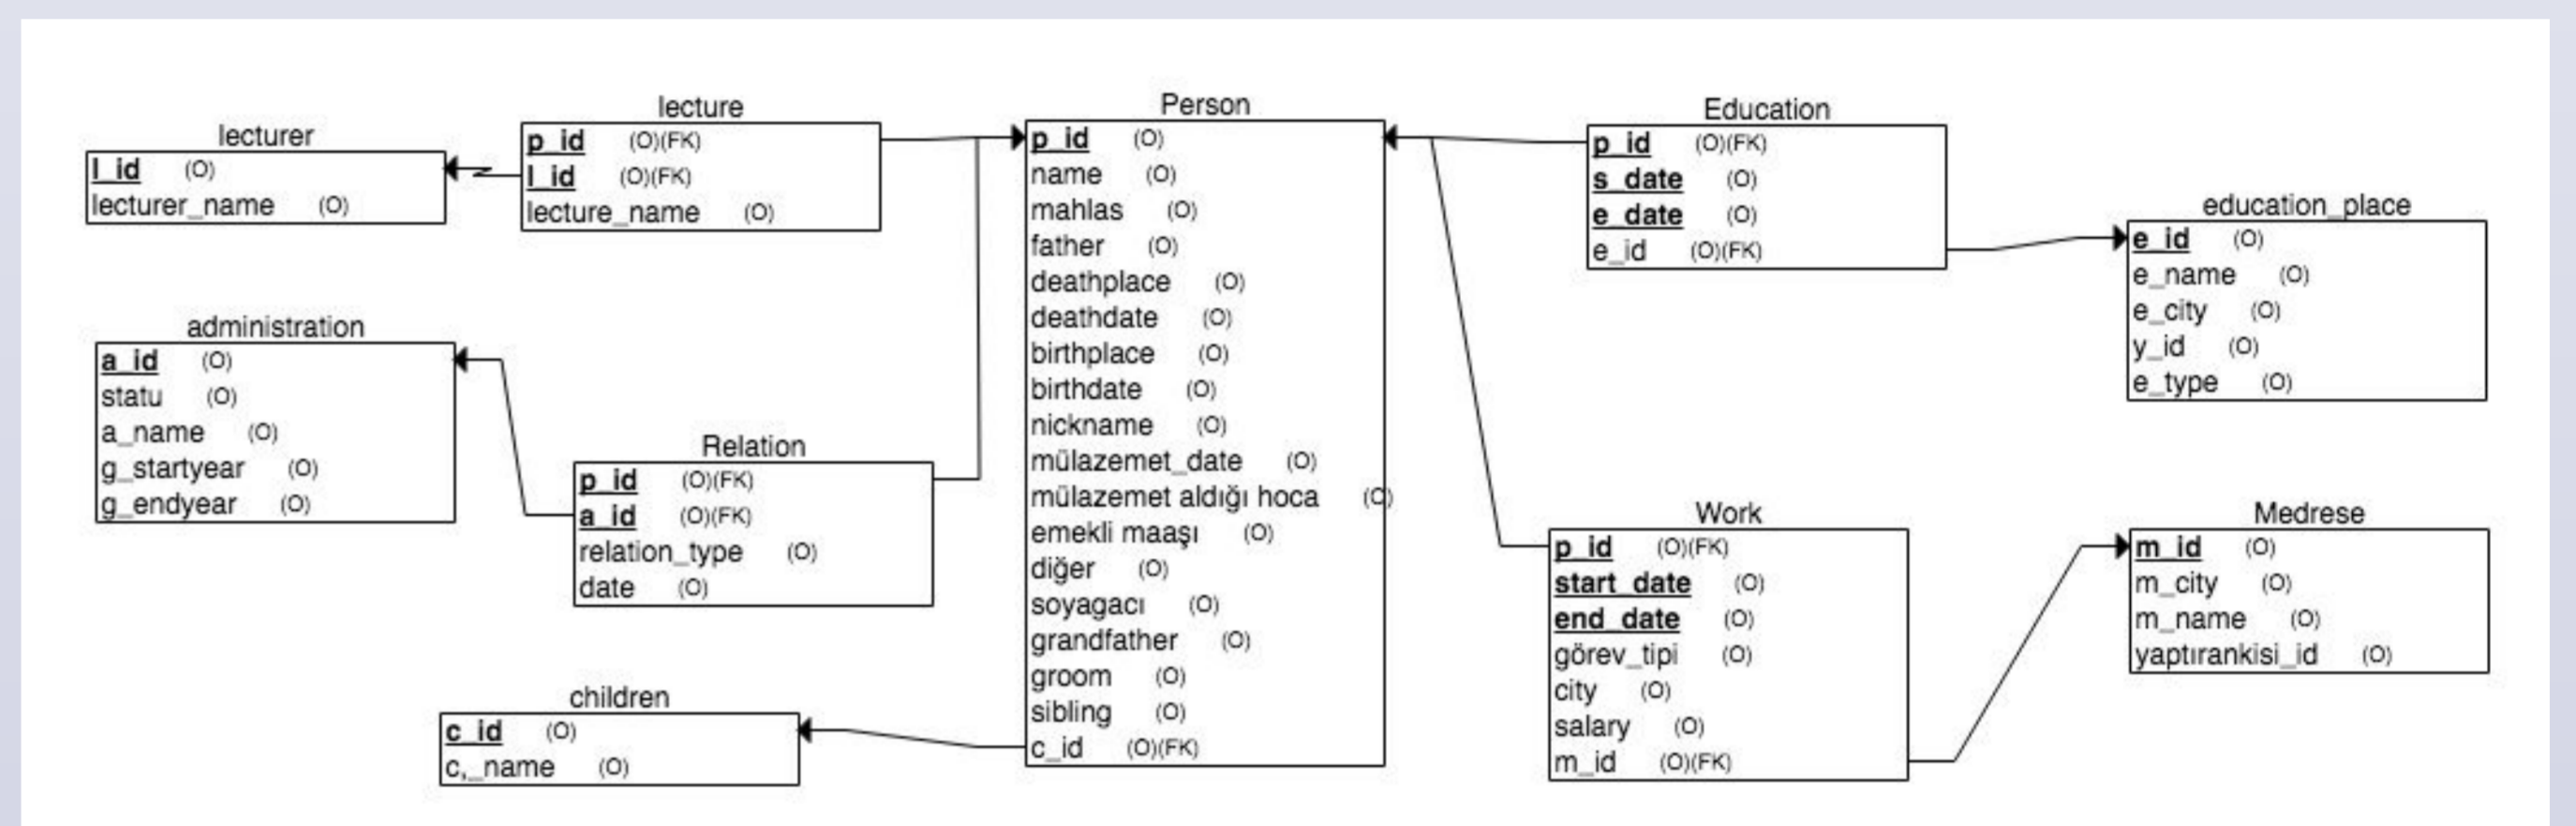 lecturer
l_id (O)
lecturer_name (O)
lecture
p_id (O)(FK)
l_id (O)(FK)
lecture_name (O)
administration
a_id (O)
statu (O)
a_name (O)
g_startyear (O)
g_endyear (O)
Relation
p_id (O)(FK)
a_id (O)(FK)
relation_type (O)
date (O)
children
c_id (O)
c,_name (O)
Person
p_id (O)
name (O)
mahlas (O)
father (O)
deathplace (O)
deathdate (O)
birthplace (O)
birthdate (O)
nickname (O)
mülazemet_date (O)
mülazemet aldığı hoca (O)
emekli maaşı (O)
diğer (O)
soyagacı (O)
grandfather (O)
groom (O)
sibling (O)
c_id (O)(FK)
Education
p_id (O)(FK)
s_date (O)
e_date (O)
e_id (O)(FK)
education_place
e_id (O)
e_name (O)
e_city (O)
y_id (O)
e_type (O)
Work
p_id (O)(FK)
start_date (O)
end_date (O)
görev_tipi (O)
city (O)
salary (O)
m_id (O)(FK)
Medrese
m_id (O)
m_city (O)
m_name (O)
yaptırankisi_id (O)